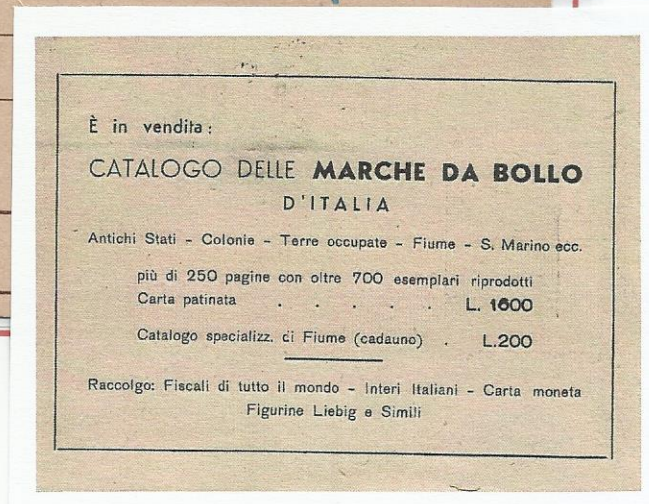 È in vendita:
CATALOGO DELLE MARCHE DA BOLLO
D'ITALIA
Antichi Stati - Colonie - Terre occupate - Fiume - S. Marino ecc.
più di 250 pagine con oltre 700 esemplari riprodotti
Carta patinata . . . . . L. 1600
Catalogo specializz. di Fiume (cadauno) . L.200
Raccolgo: Fiscali di tutto il mondo - Interi Italiani - Carta moneta
Figurine Liebig e Simili